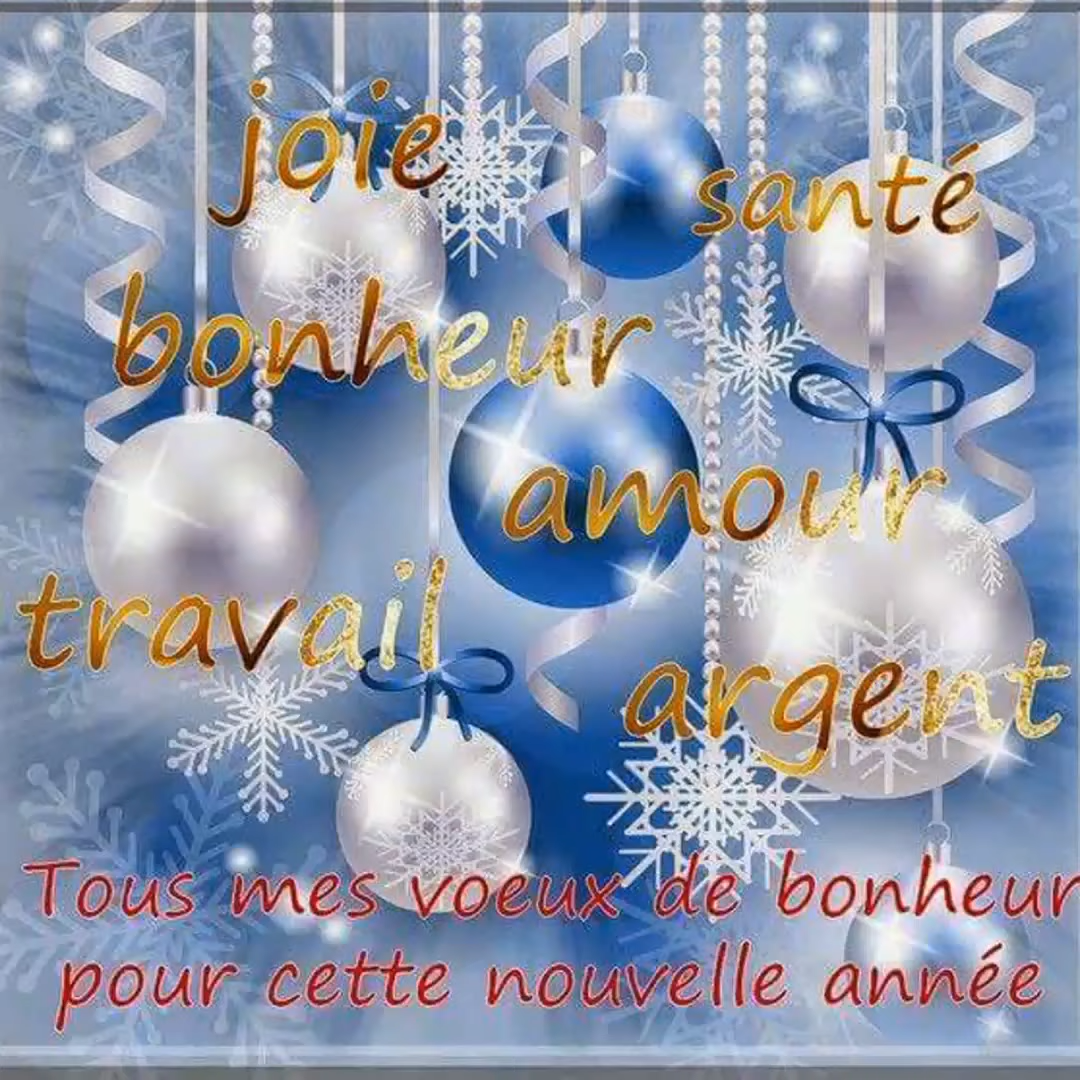 joie
santé
bonheur
amour
travail
argent
Tous mes voeux de bonheur
pour cette nouvelle année